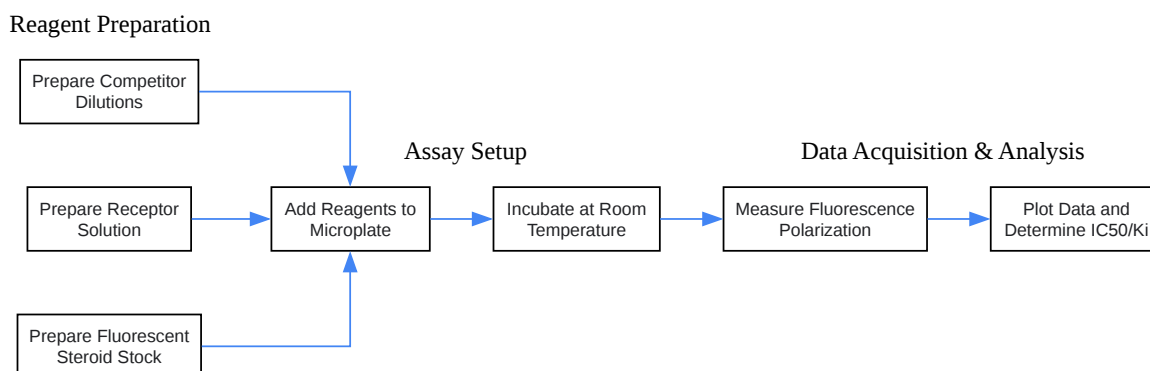 Reagent Preparation
Prepare Competitor
Dilutions
Assay Setup
Data Acquisition & Analysis
Prepare Receptor
Solution
Add Reagents to
Microplate
Incubate at Room
Temperature
Measure Fluorescence
Polarization
Plot Data and
Determine IC50/Ki
Prepare Fluorescent
Steroid Stock